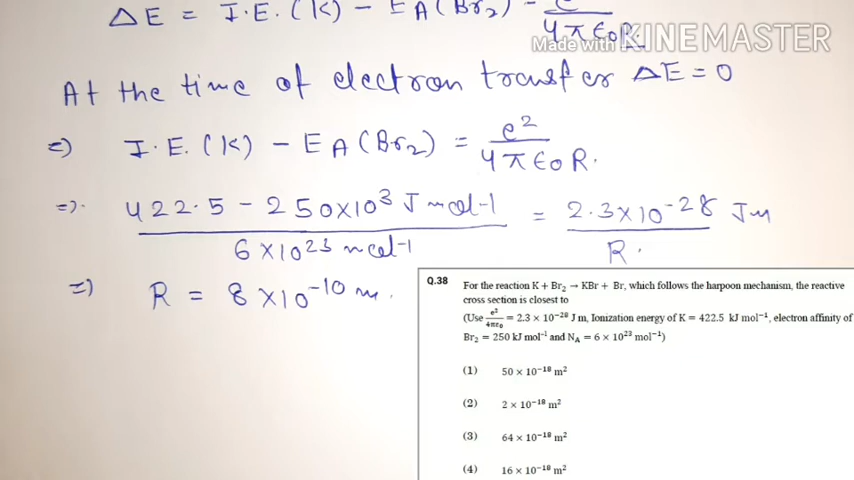 ΔE = I.E.(K) - EA(Br₂) - e²/4πε₀R.
Made with KINEMASTER
At the time of electron transfer ΔE = 0
=) I.E.(K) - EA(Br₂) = e²/4πε₀R.
=). 422.5 - 250×10³ J mol-1 / 6×10²³ mol-1 = 2.3×10⁻²⁸ Jm / R.
=) R = 8×10⁻¹⁰ m.
Q.38 For the reaction K + Br₂ → KBr + Br, which follows the harpoon mechanism, the reactive
cross section is closest to
(Use e²/4πε₀ = 2.3 × 10⁻²⁸ J m, Ionization energy of K = 422.5 kJ mol⁻¹, electron affinity of
Br₂ = 250 kJ mol⁻¹ and N_A = 6 × 10²³ mol⁻¹)
(1) 50 × 10⁻¹⁸ m²
(2) 2 × 10⁻¹⁸ m²
(3) 64 × 10⁻¹⁸ m²
(4) 16 × 10⁻¹⁸ m²